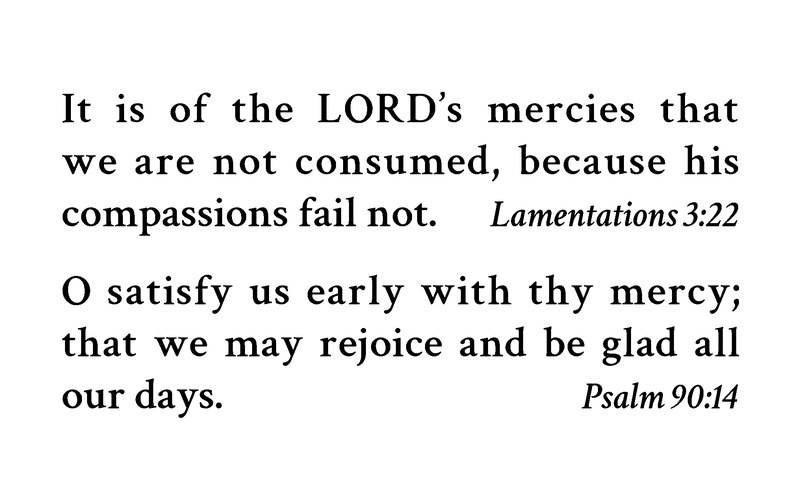 It is of the LORD’s mercies that
we are not consumed, because his
compassions fail not. Lamentations 3:22
O satisfy us early with thy mercy;
that we may rejoice and be glad all
our days. Psalm 90:14